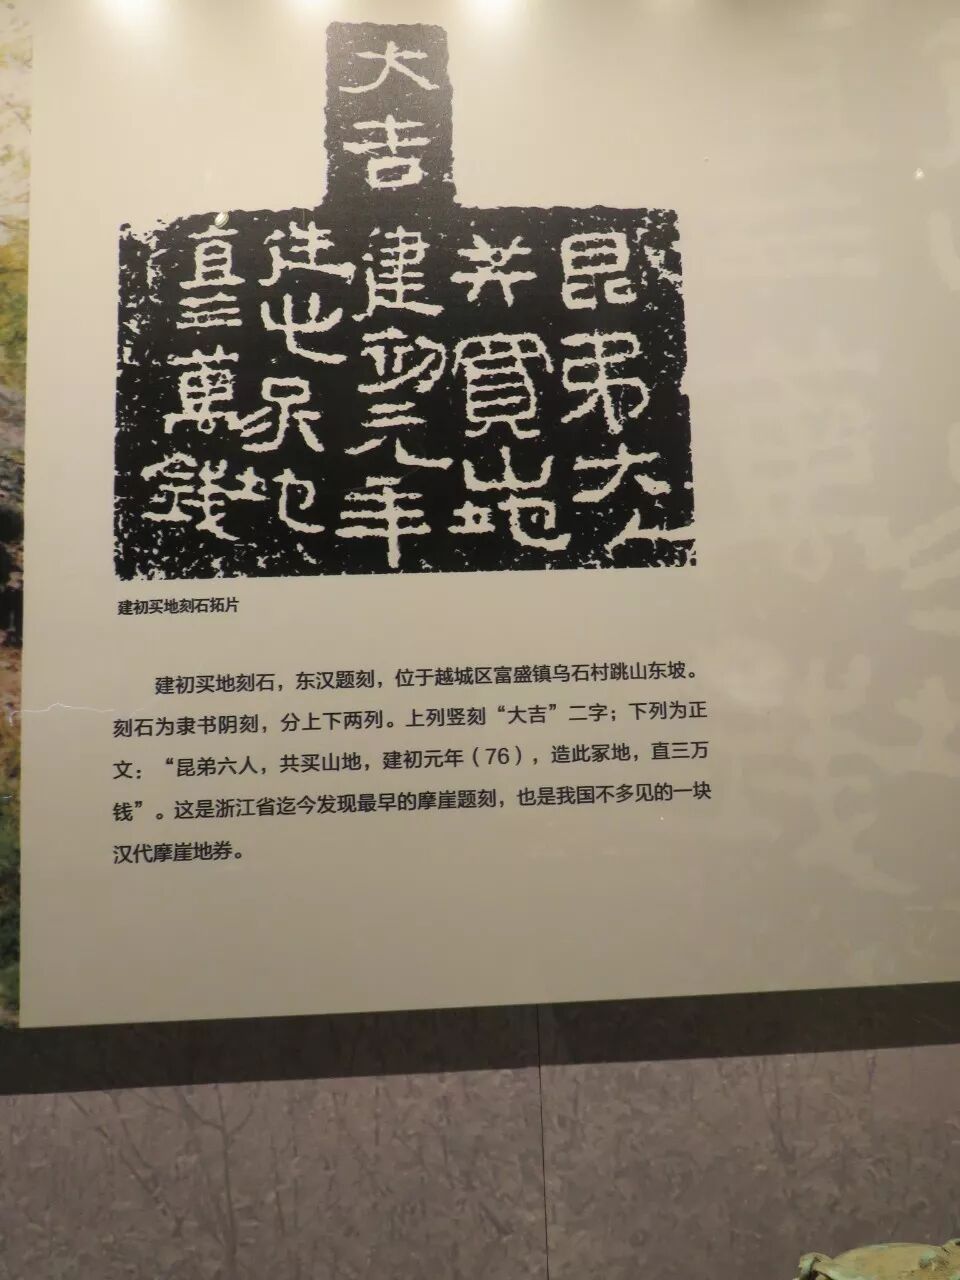 大吉
昆弟六人
共買山地
建初元年
造此冢地
直三萬錢
建初买地刻石拓片
建初买地刻石，东汉题刻，位于越城区富盛镇乌石村跳山东坡。
刻石为隶书阴刻，分上下两列。上列竖刻“大吉”二字；下列为正
文：“昆弟六人，共买山地，建初元年（76），造此冢地，直三万
钱”。这是浙江省迄今发现最早的摩崖题刻，也是我国不多见的一块
汉代摩崖地券。